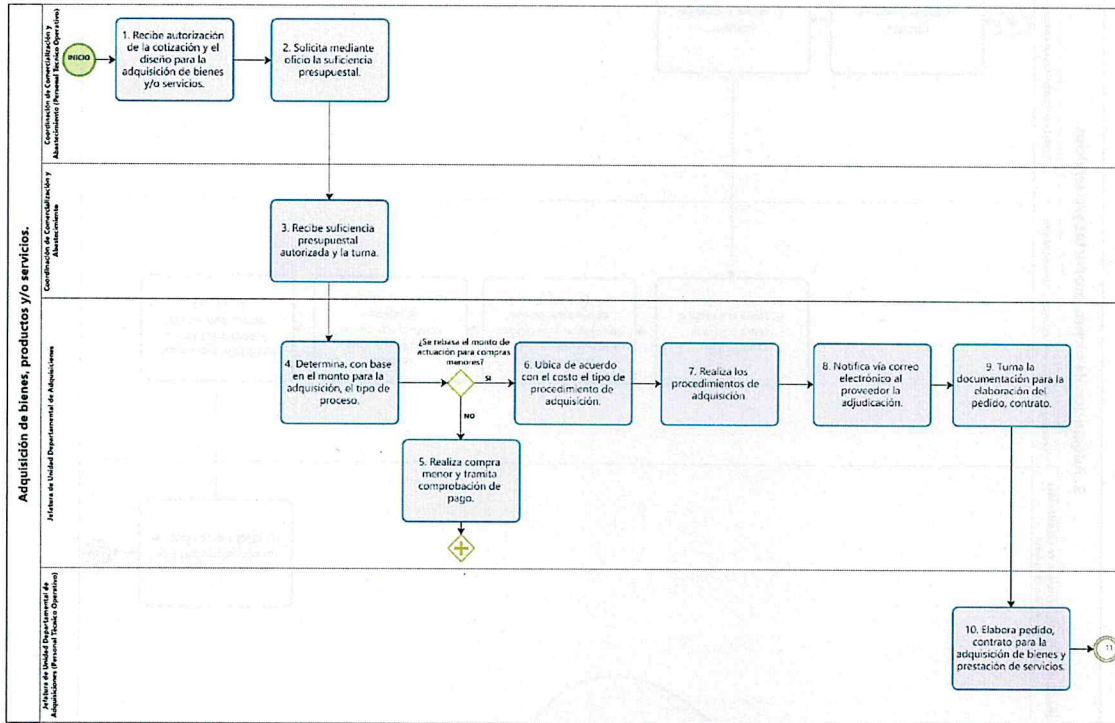 Adquisición de bienes, productos y/o servicios.
Coordinación de Comercialización y
Abastecimiento (Personal Técnico Operativo)
INICIO
1. Recibe autorización
de la cotización y el
diseño para la
adquisición de bienes
y/o servicios.
2. Solicita mediante
oficio la suficiencia
presupuestal.
Coordinación de Comercialización y
Abastecimiento
3. Recibe suficiencia
presupuestal
autorizada y la turna.
Jefatura de Unidad Departamental de Adquisiciones
4. Determina, con base
en el monto para la
adquisición, el tipo de
proceso.
¿Se rebasa el monto de
actuación para compras
menores?
SI
NO
5. Realiza compra
menor y tramita
comprobación de
pago.
6. Ubica de acuerdo
con el costo el tipo de
procedimiento de
adquisición.
7. Realiza los
procedimientos de
adquisición
8. Notifica vía correo
electrónico al
proveedor la
adjudicación.
9. Turna la
documentación para la
elaboración del
pedido, contrato.
Jefatura de Unidad Departamental de
Adquisiciones (Personal Técnico Operativo)
10. Elabora pedido,
contrato para la
adquisición de bienes y
prestación de servicios.
11